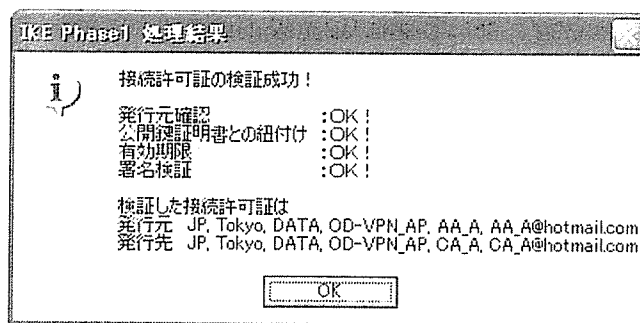 IKE Phase1 処理結果
接続許可証の検証成功！
発行元確認 :OK！
公開鍵証明書との紐付け :OK！
有効期限 :OK！
署名検証 :OK！
検証した接続許可証は
発行元 JP, Tokyo, DATA, OD-VPN_AP, AA_A, AA_A@hotmail.com
発行先 JP, Tokyo, DATA, OD-VPN_AP, CA_A, CA_A@hotmail.com
OK